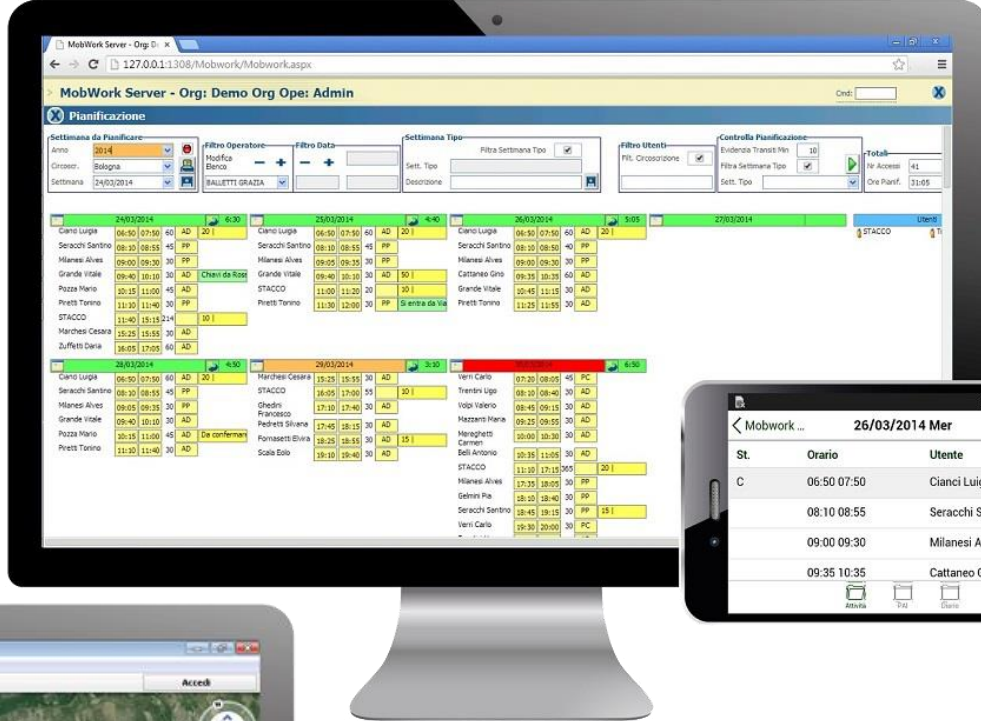 MobWork Server - Org: D
127.0.0.1:1308/Mobwork/Mobwork.aspx
MobWork Server - Org: Demo Org Ope: Admin
Cmd:
Pianificazione
Settimana da Pianificare
Anno 2014
Circoscr. Bologna
Settimana 24/03/2014
Filtro Operatore
Modifica Elenco
BALLETTI GRAZIA
Filtro Data
Settimana Tipo
Filtra Settimana Tipo
Sett. Tipo
Descrizione
Filtro Utenti
Filt. Circoscrizione
Controlla Pianificazione
Evidenzia Transiti Min 10
Filtra Settimana Tipo
Sett. Tipo
Totali
Nr Accessi 41
Ore Pianif. 31:05
24/03/2014 6:30
Ciano Luigia 06:50 07:50 60 AD 20 |
Seracchi Santino 08:10 08:55 45 PP
Milanesi Alves 09:00 09:30 30 PP
Grande Vitale 09:40 10:10 30 AD Chiavi da Rosa
Pozza Mario 10:15 11:00 45 AD
Piretti Tonino 11:10 11:40 30 PP
STACCO 11:40 15:15 214 10 |
Marchesi Cesara 15:25 15:55 30 AD
Zuffetti Daria 16:05 17:05 60 AD
25/03/2014 4:40
Ciano Luigia 06:50 07:50 60 AD 20 |
Seracchi Santino 08:10 08:55 45 PP
Milanesi Alves 09:05 09:35 30 PP
Grande Vitale 09:40 10:10 30 AD 50 |
STACCO 11:00 11:20 20 10 |
Piretti Tonino 11:30 12:00 30 PP Si entra da Via
26/03/2014 5:05
Ciano Luigia 06:50 07:50 60 AD 20 |
Seracchi Santino 08:10 08:50 40 PP
Milanesi Alves 09:00 09:30 30 PP
Cattaneo Gino 09:35 10:35 60 AD
Grande Vitale 10:45 11:15 30 AD
Piretti Tonino 11:25 11:55 30 AD
27/03/2014
Utenti
STACCO
28/03/2014 4:50
Ciano Luigia 06:50 07:50 60 AD 20 |
Seracchi Santino 08:10 08:55 45 PP
Milanesi Alves 09:05 09:35 30 PP
Grande Vitale 09:40 10:10 30 AD
Pozza Mario 10:15 11:00 45 AD Da conferman
Piretti Tonino 11:10 11:40 30 AD
29/03/2014 3:10
Marchesi Cesara 15:25 15:55 30 AD
STACCO 16:05 17:00 55 10 |
Ghedini Francesco 17:10 17:40 30 AD
Pedretti Silvana 17:45 18:15 30 AD
Fornasetti Elvira 18:25 18:55 30 AD 15 |
Scala Eolo 19:10 19:40 30 AD
30/03/2014 6:50
Verri Carlo 07:20 08:05 45 PC
Trentini Ugo 08:10 08:40 30 AD
Volpi Valerio 08:45 09:15 30 AD
Mazzanti Maria 09:25 09:55 30 AD
Mereghetti Carmen 10:00 10:30 30 AD
Belli Antonio 10:35 11:05 30 AD
STACCO 11:10 17:15 365 20 |
Milanesi Alves 17:35 18:05 30 PP
Gelmini Pia 18:10 18:40 30 PP
Seracchi Santino 18:45 19:15 30 PP 15 |
Verri Carlo 19:30 20:00 30 PC
Mobwork ... 26/03/2014 Mer
St. Orario Utente
C 06:50 07:50 Cianci Luig
08:10 08:55 Seracchi S
09:00 09:30 Milanesi A
09:35 10:35 Cattaneo G
Attività PAI Diario
Accedi